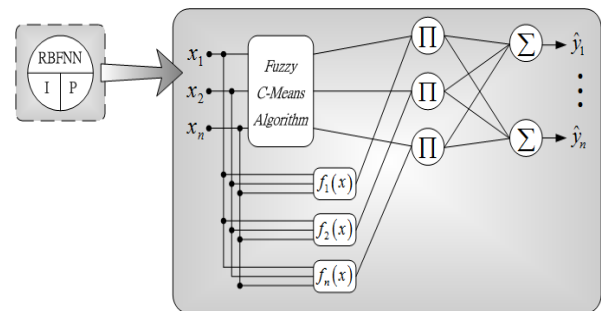 RBFNN
I P
x₁
x₂
xₙ
Fuzzy
C-Means
Algorithm
∏
∏
∏
f₁(x)
f₂(x)
fₙ(x)
∑
∑
ŷ₁
⋮
ŷₙ